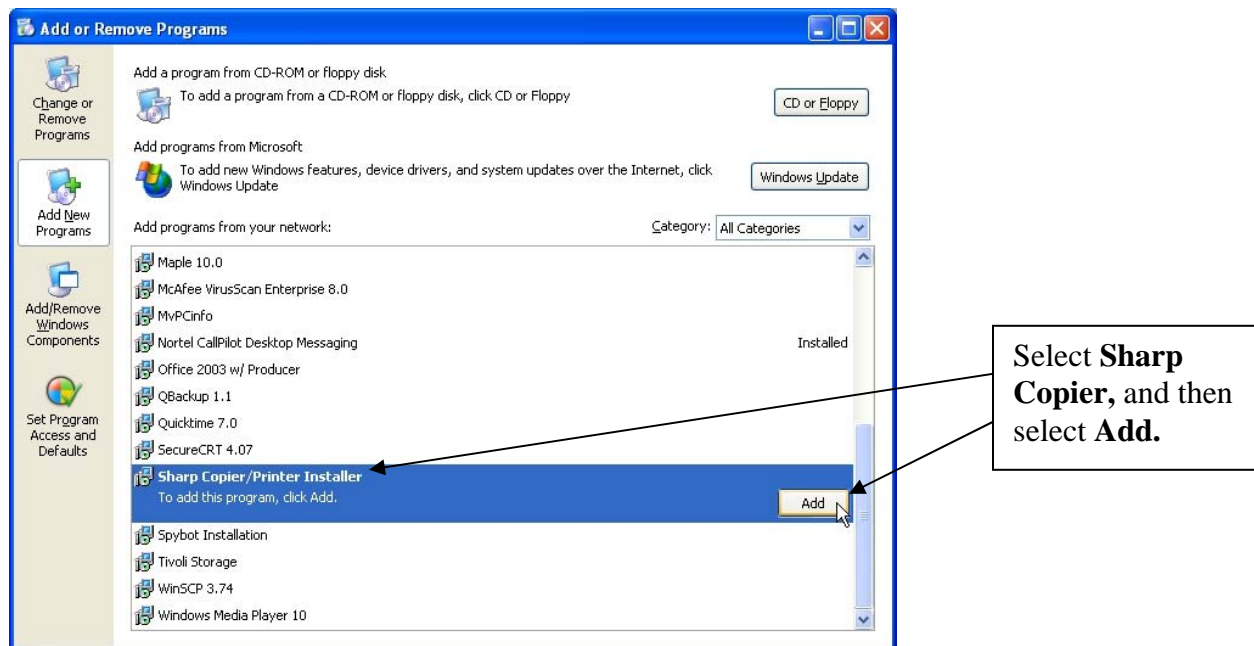 Add or Remove Programs
Change or
Remove
Programs
Add New
Programs
Add/Remove
Windows
Components
Set Program
Access and
Defaults
Add a program from CD-ROM or floppy disk
To add a program from a CD-ROM or floppy disk, click CD or Floppy
CD or Floppy
Add programs from Microsoft
To add new Windows features, device drivers, and system updates over the Internet, click
Windows Update
Windows Update
Add programs from your network:
Category: All Categories
Maple 10.0
McAfee VirusScan Enterprise 8.0
MvPCinfo
Nortel CallPilot Desktop Messaging Installed
Office 2003 w/ Producer
QBackup 1.1
Quicktime 7.0
SecureCRT 4.07
Sharp Copier/Printer Installer
To add this program, click Add.
Add
Spybot Installation
Tivoli Storage
WinSCP 3.74
Windows Media Player 10
Select Sharp
Copier, and then
select Add.